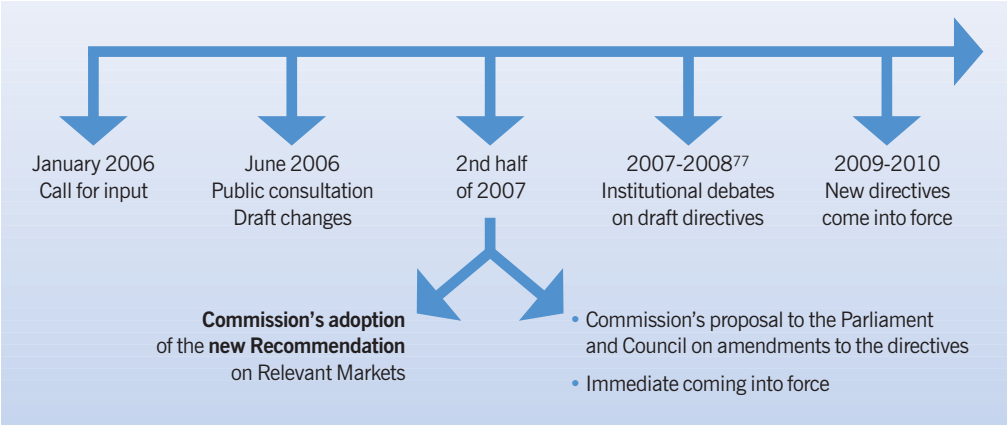 January 2006
Call for input
June 2006
Public consultation
Draft changes
2nd half
of 2007
2007-2008⁷⁷
Institutional debates
on draft directives
2009-2010
New directives
come into force
Commission’s adoption
of the new Recommendation
on Relevant Markets
• Commission’s proposal to the Parliament
and Council on amendments to the directives
• Immediate coming into force